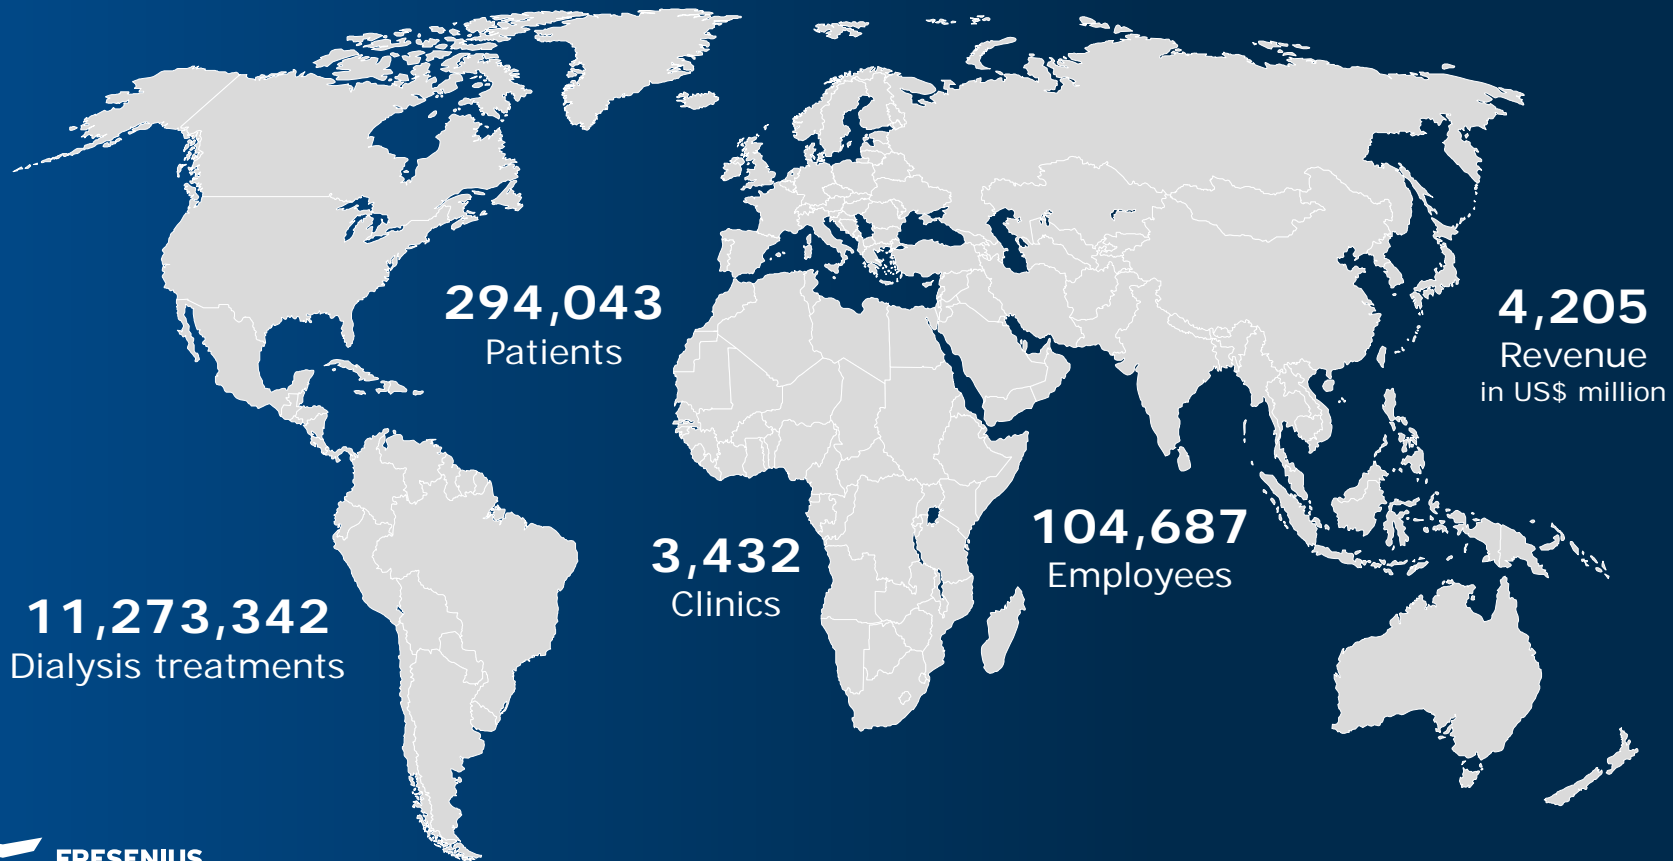 294,043
Patients
4,205
Revenue
in US$ million
104,687
Employees
3,432
Clinics
11,273,342
Dialysis treatments
FRESENIUS